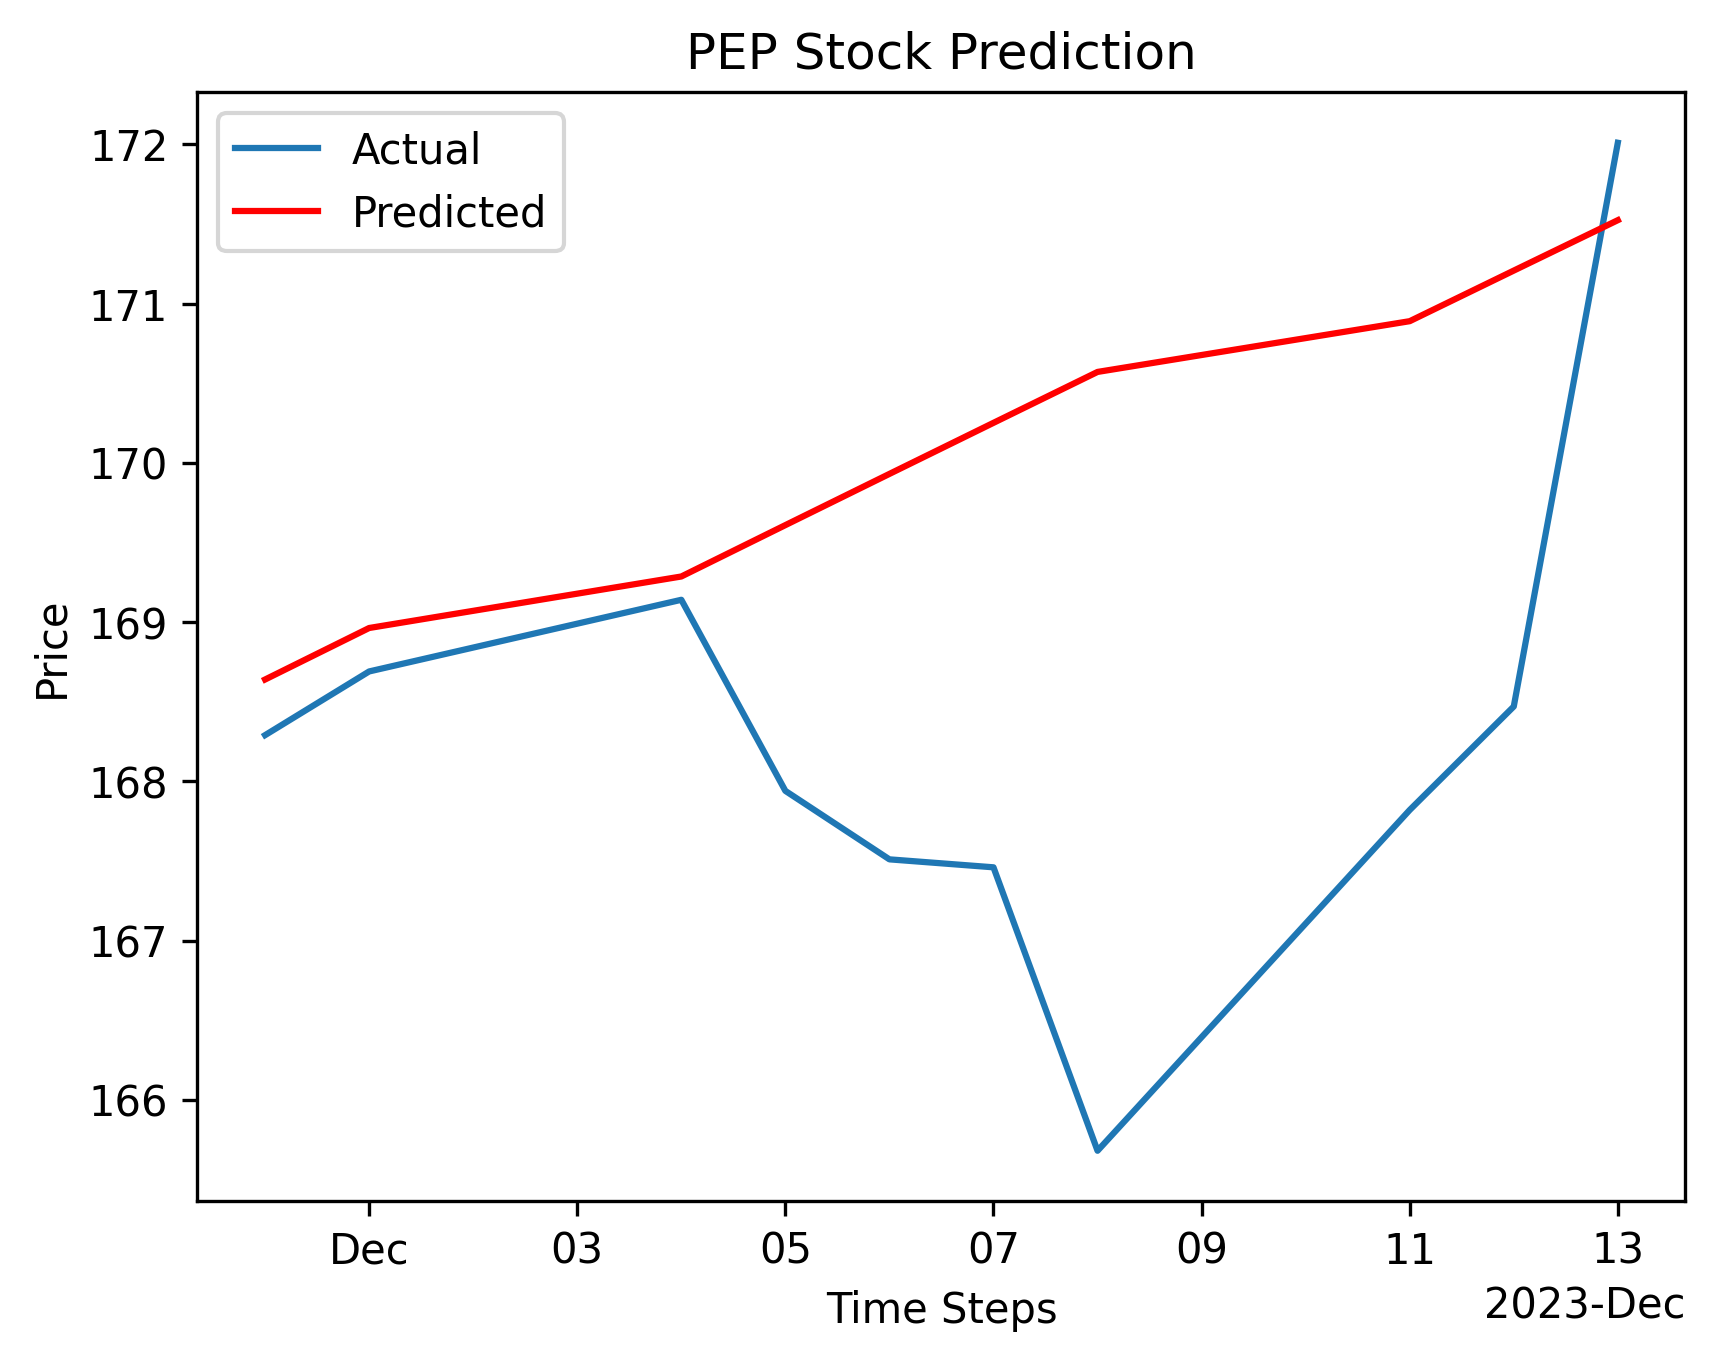 PEP Stock Prediction
Actual
Predicted
172
171
170
169
168
167
166
Price
Dec 03 05 07 09 11 13
2023-Dec
Time Steps